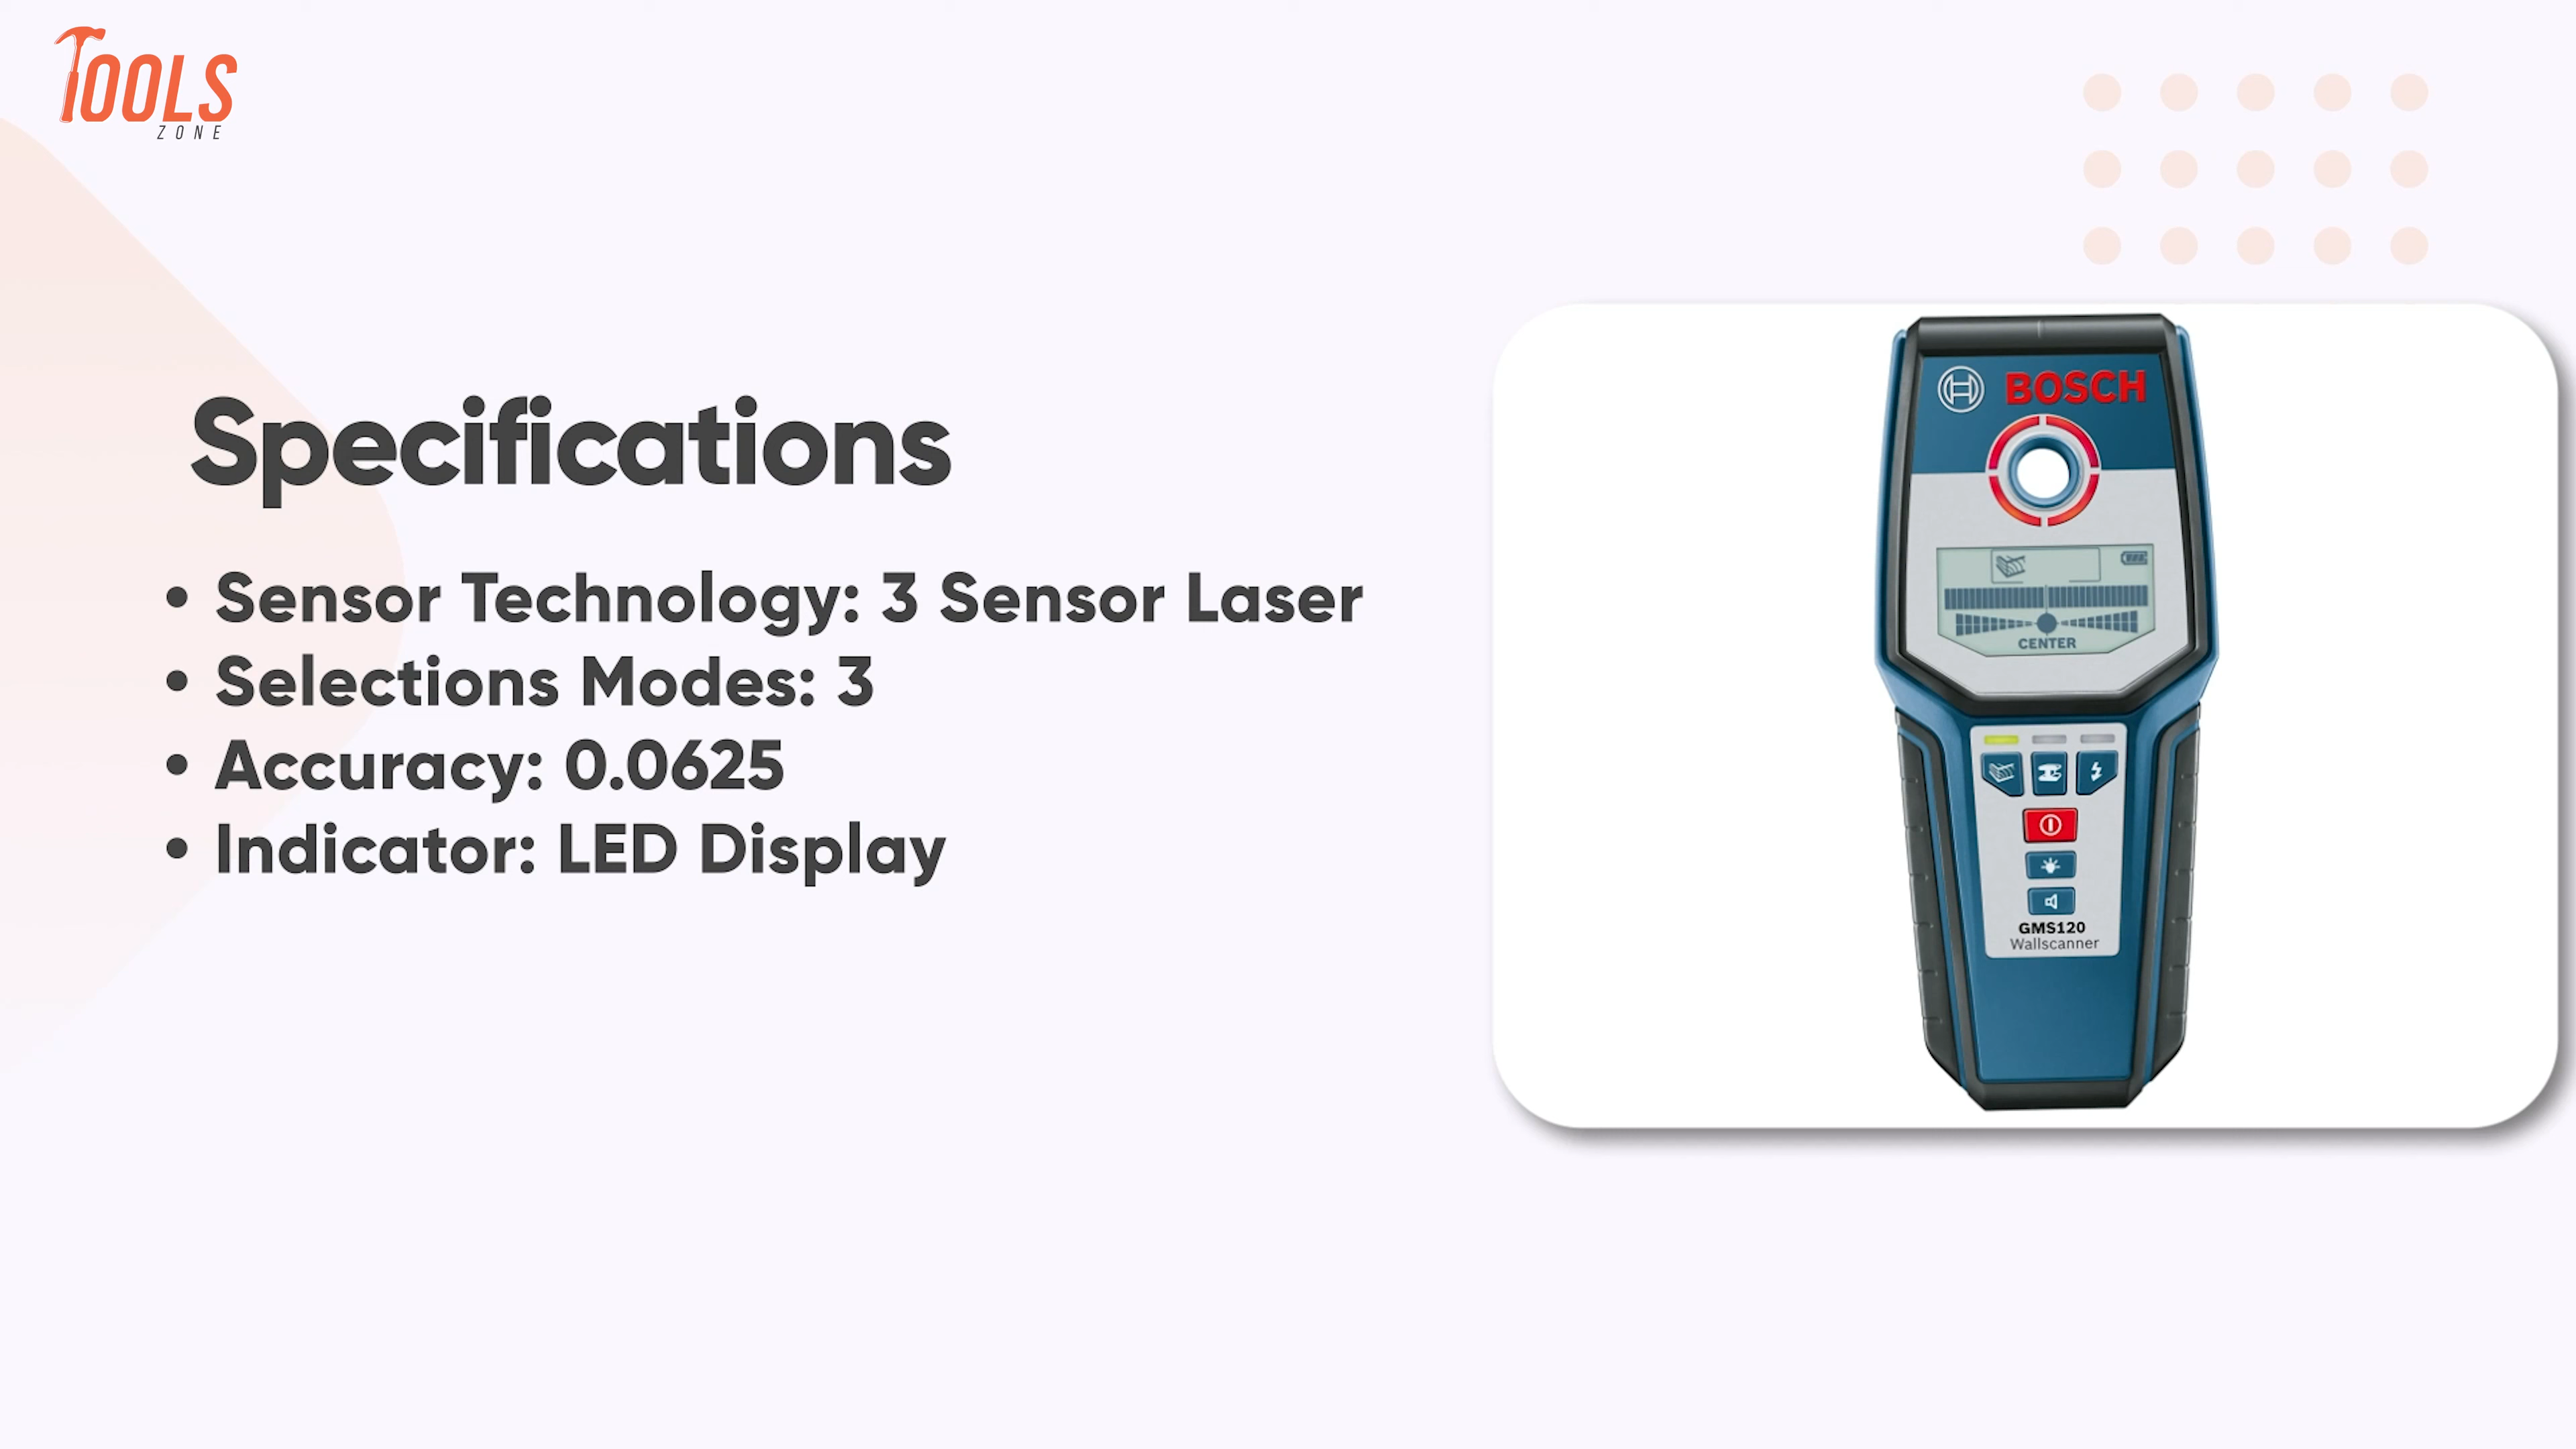 TOOLS
ZONE
Specifications
• Sensor Technology: 3 Sensor Laser
• Selections Modes: 3
• Accuracy: 0.0625
• Indicator: LED Display
BOSCH
CENTER
GMS120
Wallscanner